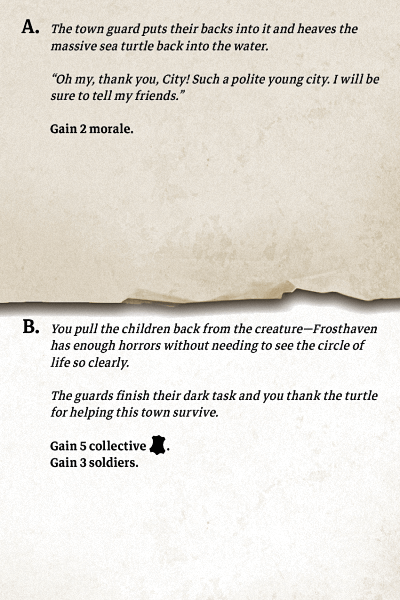 A. The town guard puts their backs into it and heaves the
massive sea turtle back into the water.
“Oh my, thank you, City! Such a polite young city. I will be
sure to tell my friends.”
Gain 2 morale.
B. You pull the children back from the creature—Frosthaven
has enough horrors without needing to see the circle of
life so clearly.
The guards finish their dark task and you thank the turtle
for helping this town survive.
Gain 5 collective .
Gain 3 soldiers.